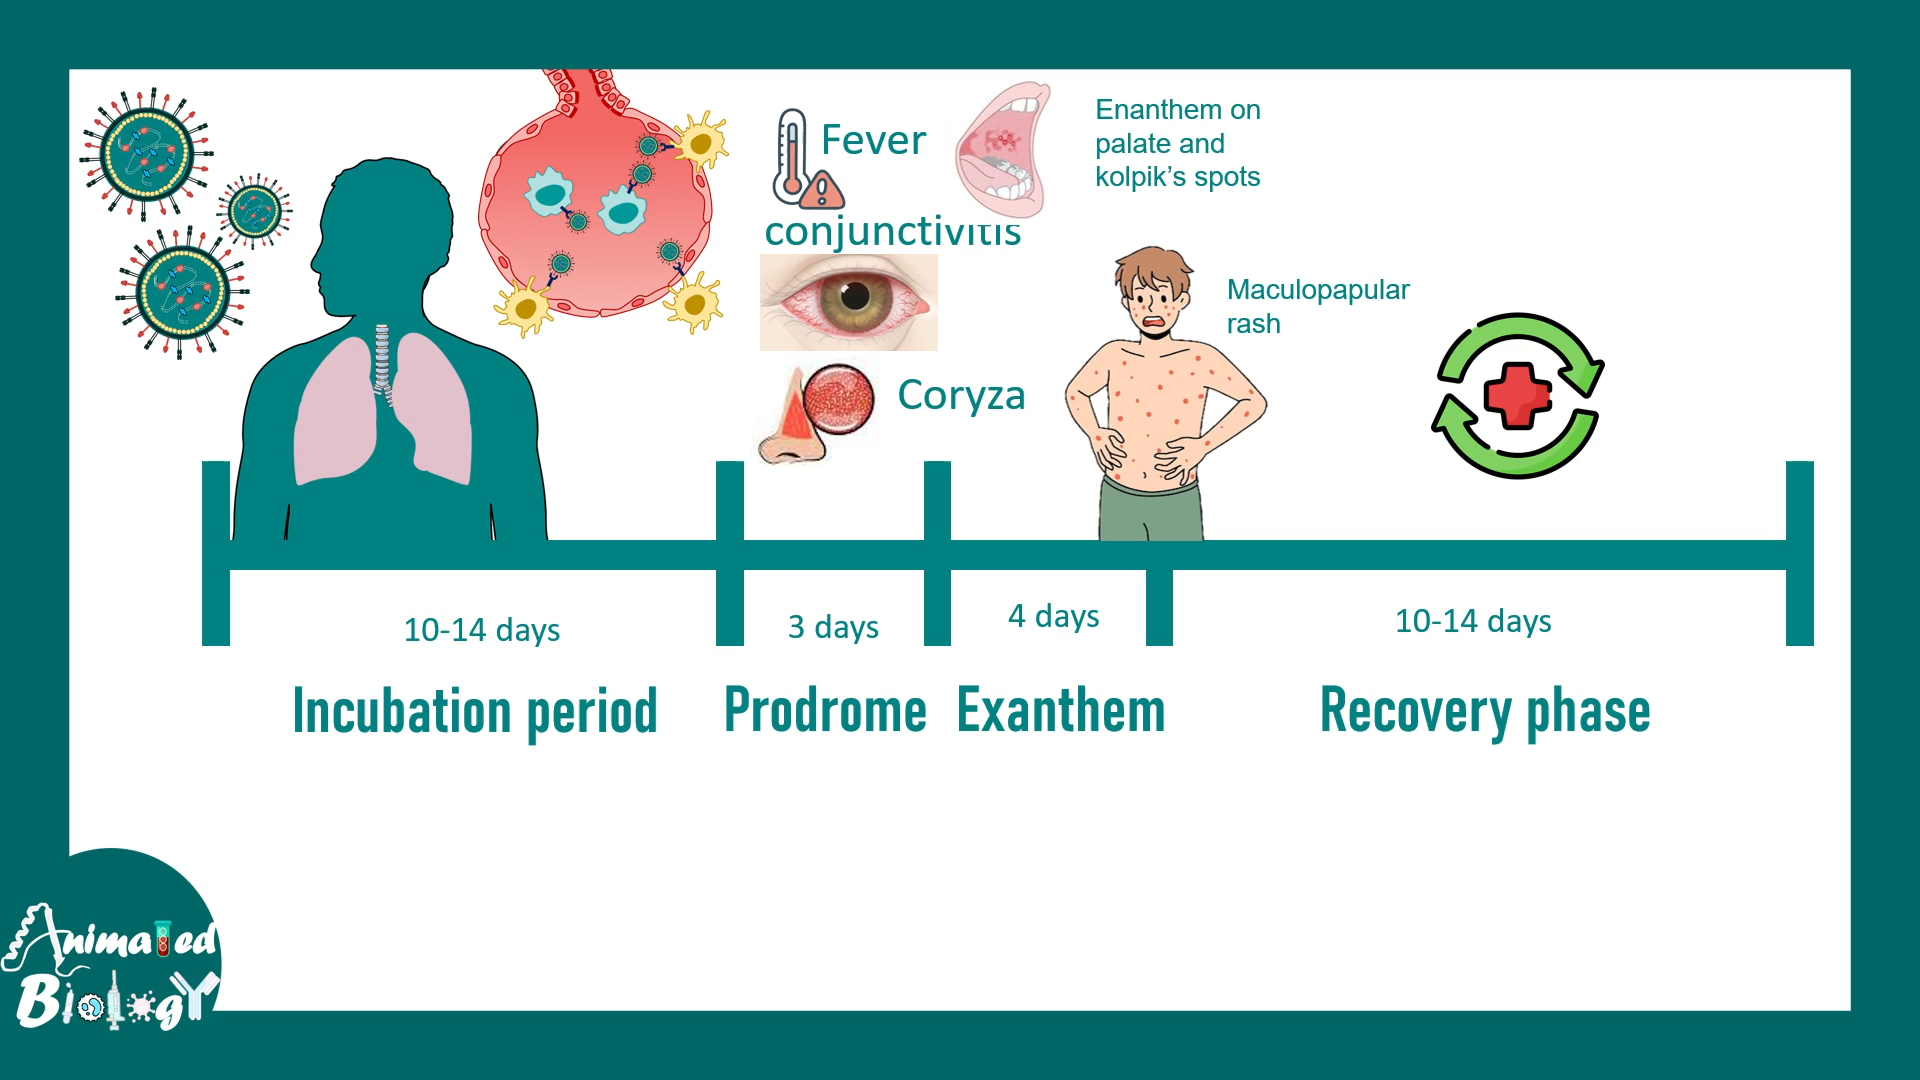 Fever
Enanthem on
palate and
kolpik’s spots
conjunctivitis
Maculopapular
rash
Coryza
10-14 days
3 days
4 days
10-14 days
Incubation period
Prodrome
Exanthem
Recovery phase
Animated
Biology